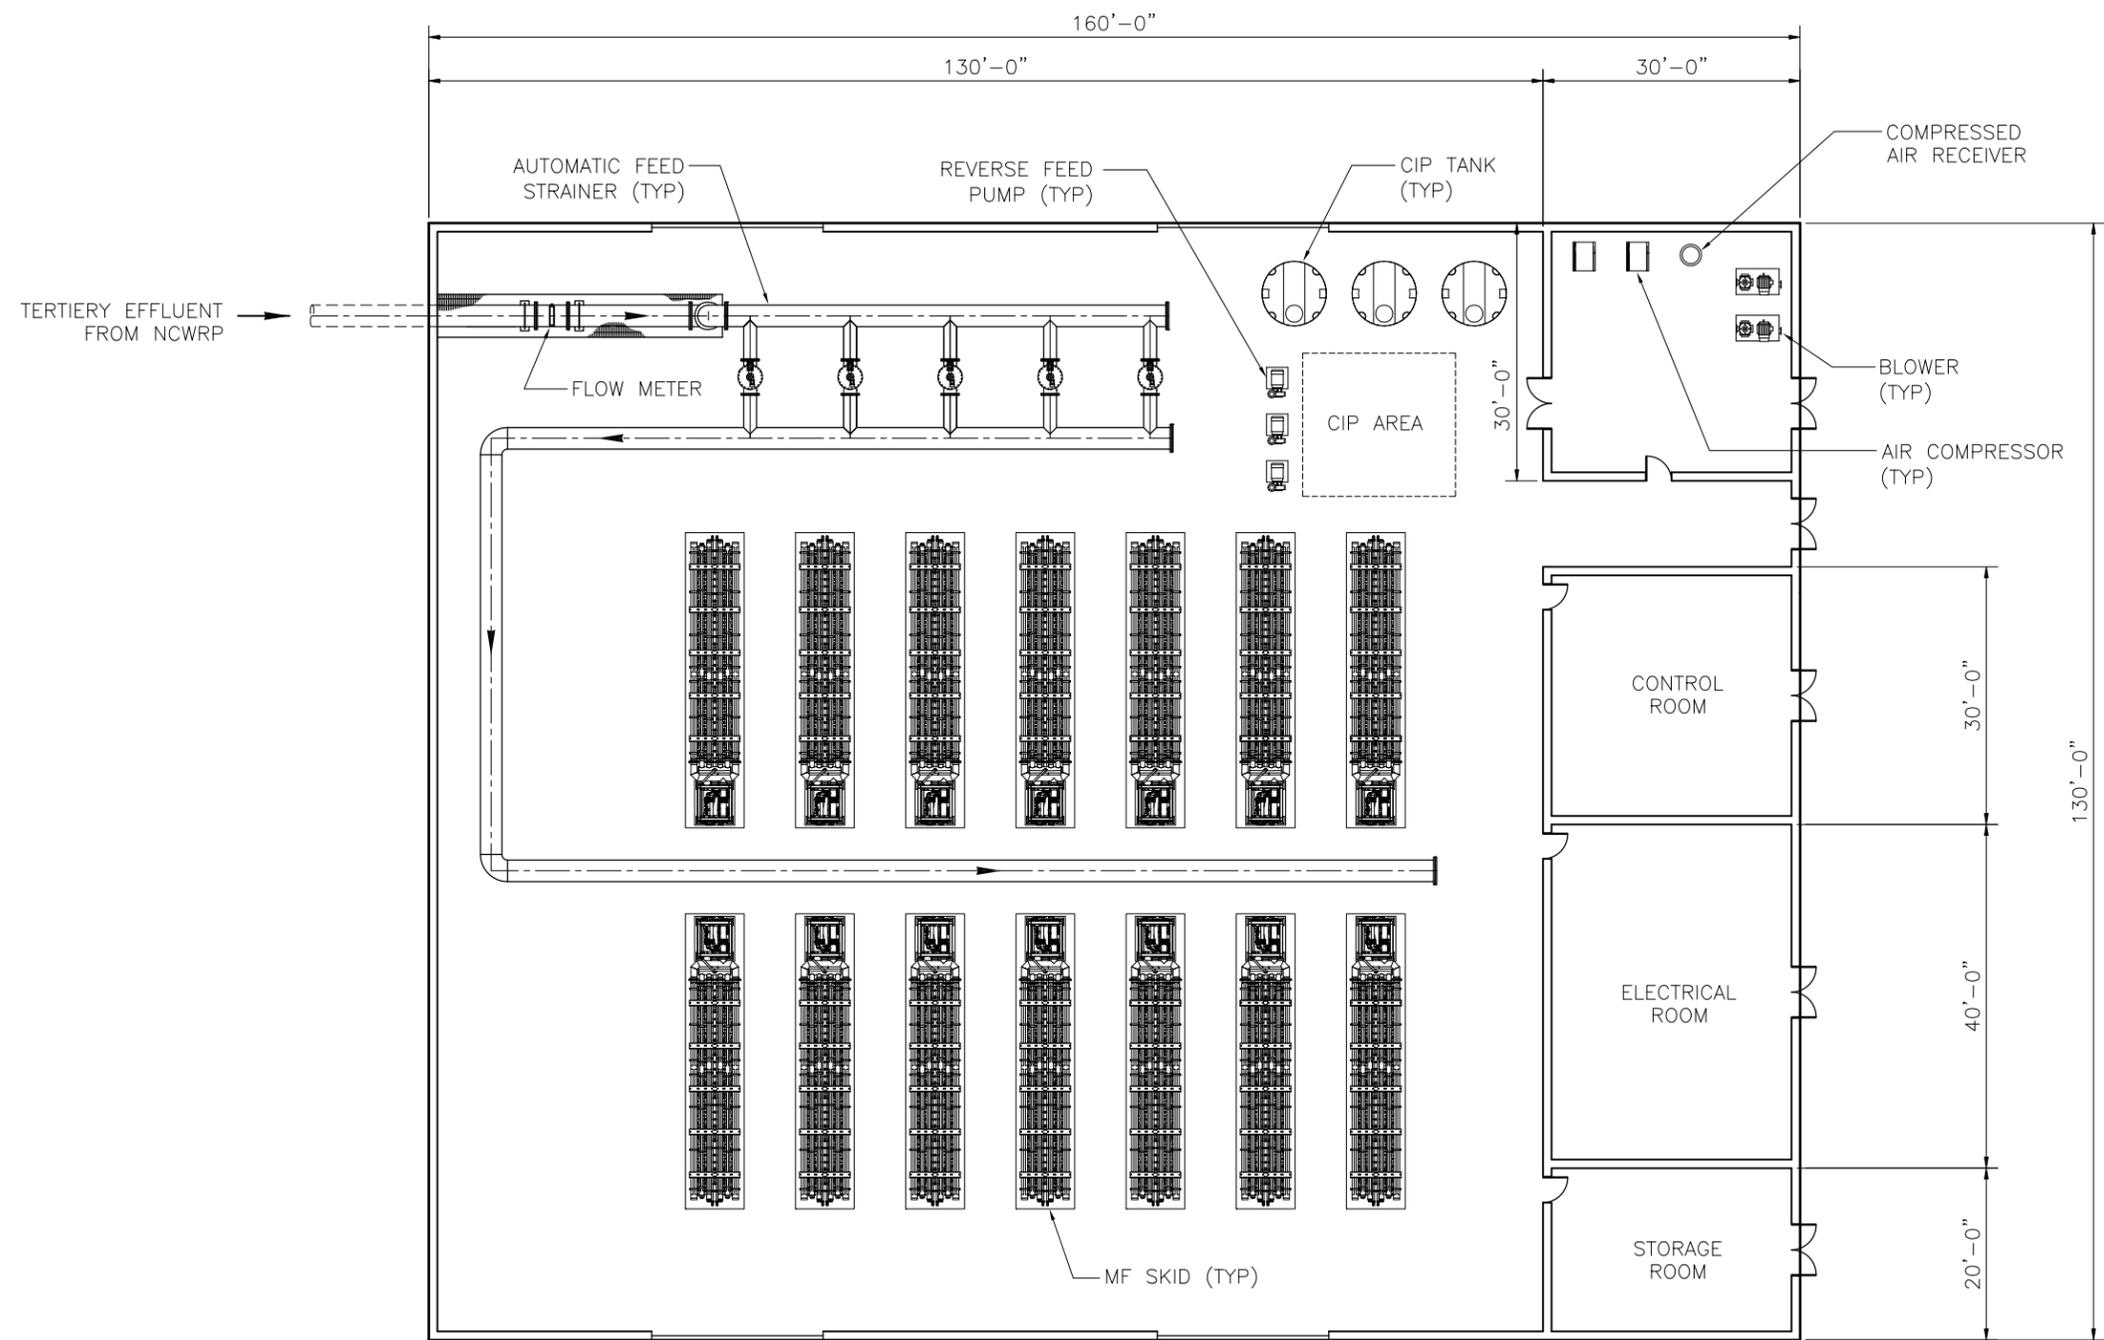 160'-0"
130'-0"
30'-0"
COMPRESSED
AIR RECEIVER
AUTOMATIC FEED
STRAINER (TYP)
REVERSE FEED
PUMP (TYP)
CIP TANK
(TYP)
TERTIERY EFFLUENT
FROM NCWRP
FLOW METER
BLOWER
(TYP)
30'-0"
CIP AREA
AIR COMPRESSOR
(TYP)
CONTROL
ROOM
30'-0"
130'-0"
ELECTRICAL
ROOM
40'-0"
STORAGE
ROOM
20'-0"
MF SKID (TYP)